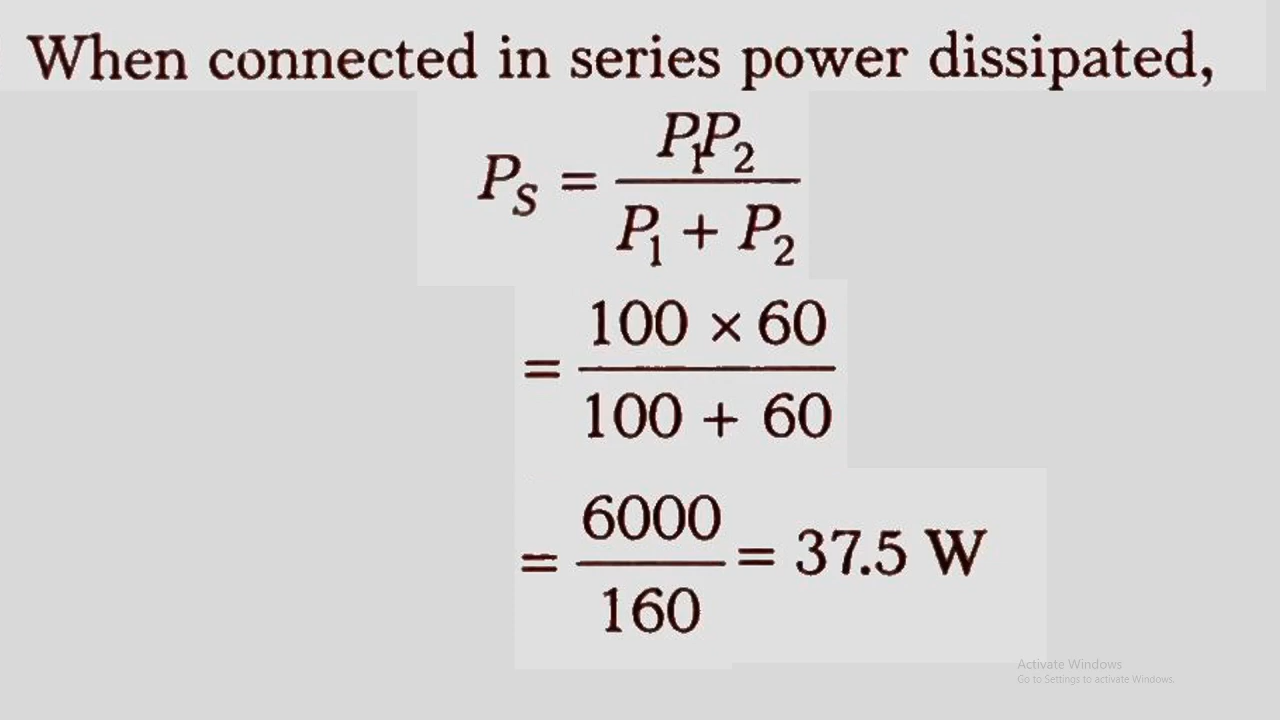 When connected in series power dissipated,
P_S = P_1P_2 / P_1 + P_2
= 100 × 60 / 100 + 60
= 6000 / 160 = 37.5 W
Activate Windows
Go to Settings to activate Windows.